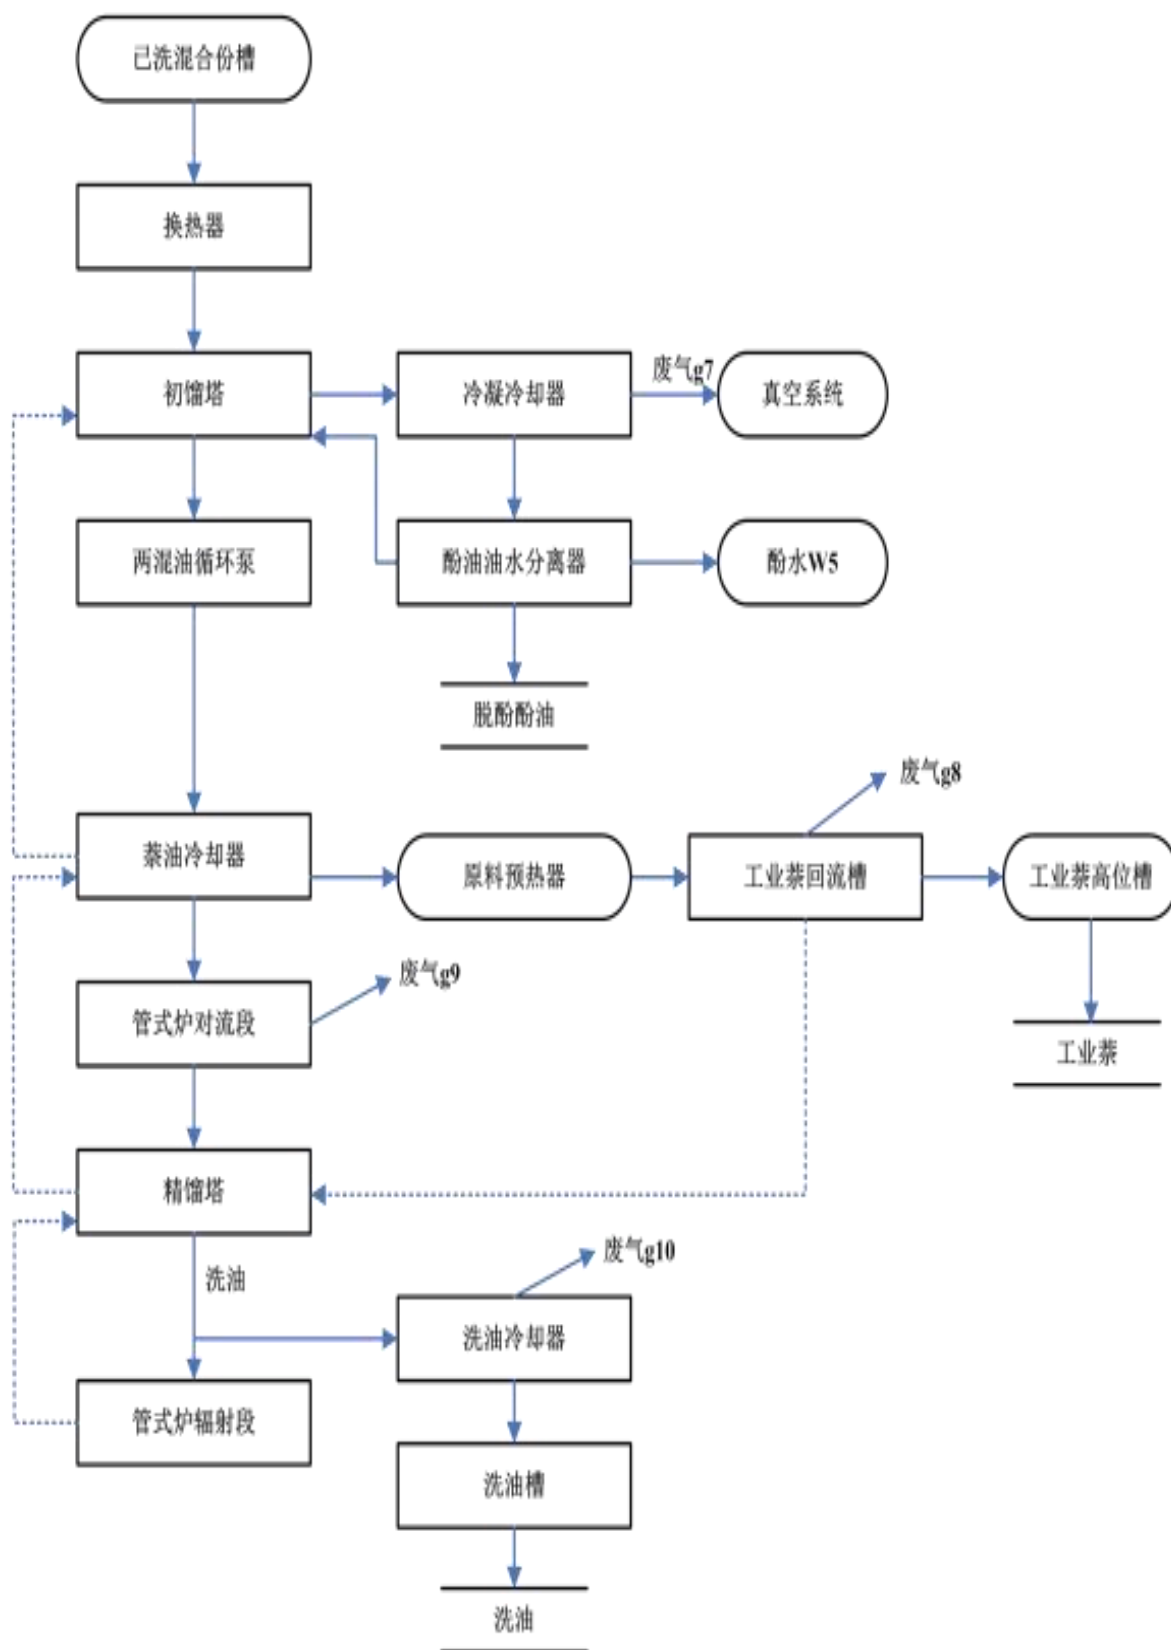 已洗混合份槽
换热器
初馏塔
冷凝冷却器
废气g7
真空系统
两混油循环泵
酚油油水分离器
酚水W5
脱酚酚油
废气g8
萘油冷却器
原料预热器
工业萘回流槽
工业萘高位槽
废气g9
管式炉对流段
工业萘
精馏塔
洗油
废气g10
洗油冷却器
管式炉辐射段
洗油槽
洗油